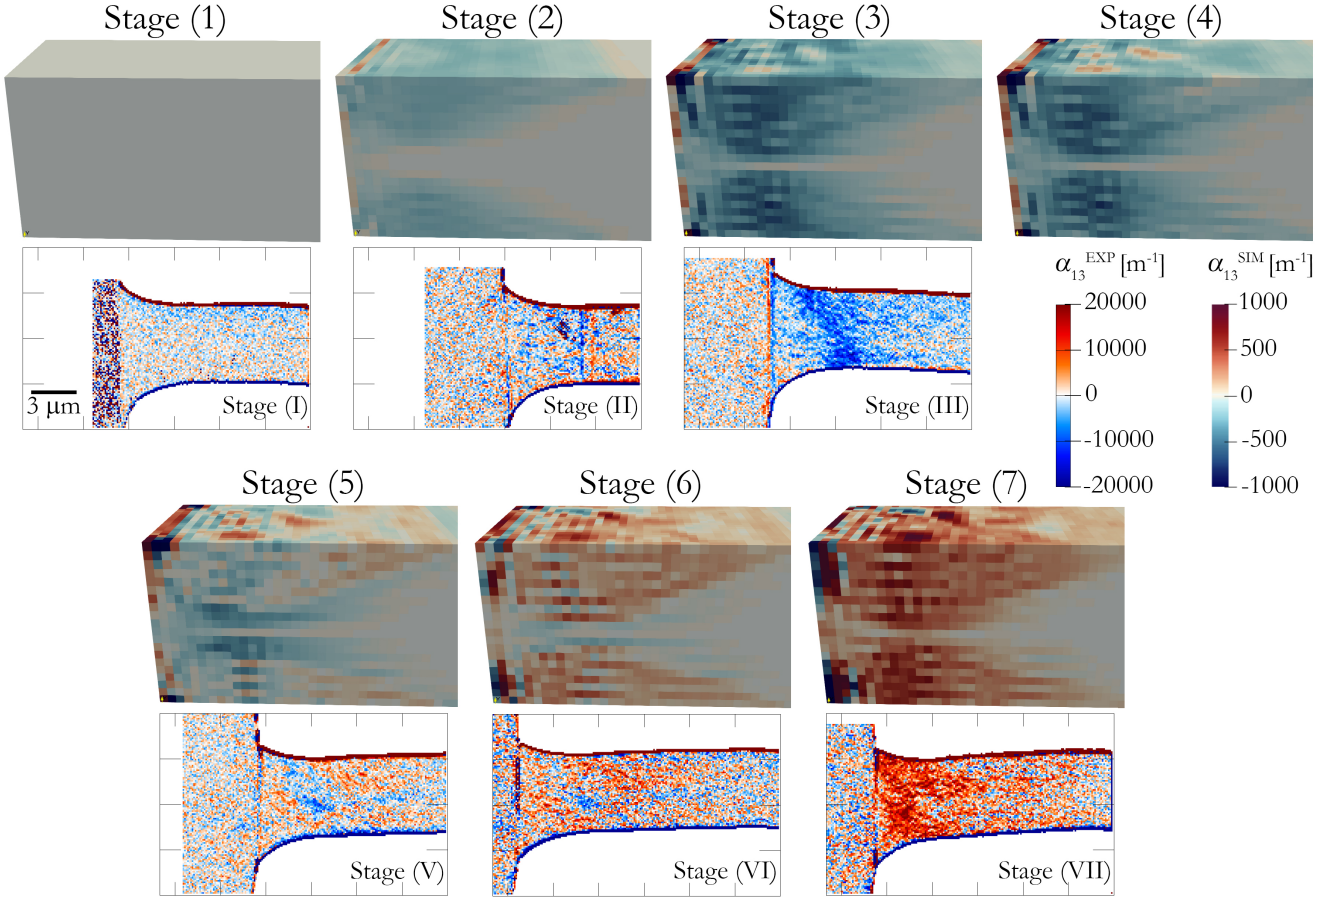 Stage (1)
Stage (2)
Stage (3)
Stage (4)
3 μm
Stage (I)
Stage (II)
Stage (III)
α₁₃ᴱˣᴾ [m⁻¹]
20000
10000
0
-10000
-20000
α₁₃ˢᴵᴹ [m⁻¹]
1000
500
0
-500
-1000
Stage (5)
Stage (6)
Stage (7)
Stage (V)
Stage (VI)
Stage (VII)